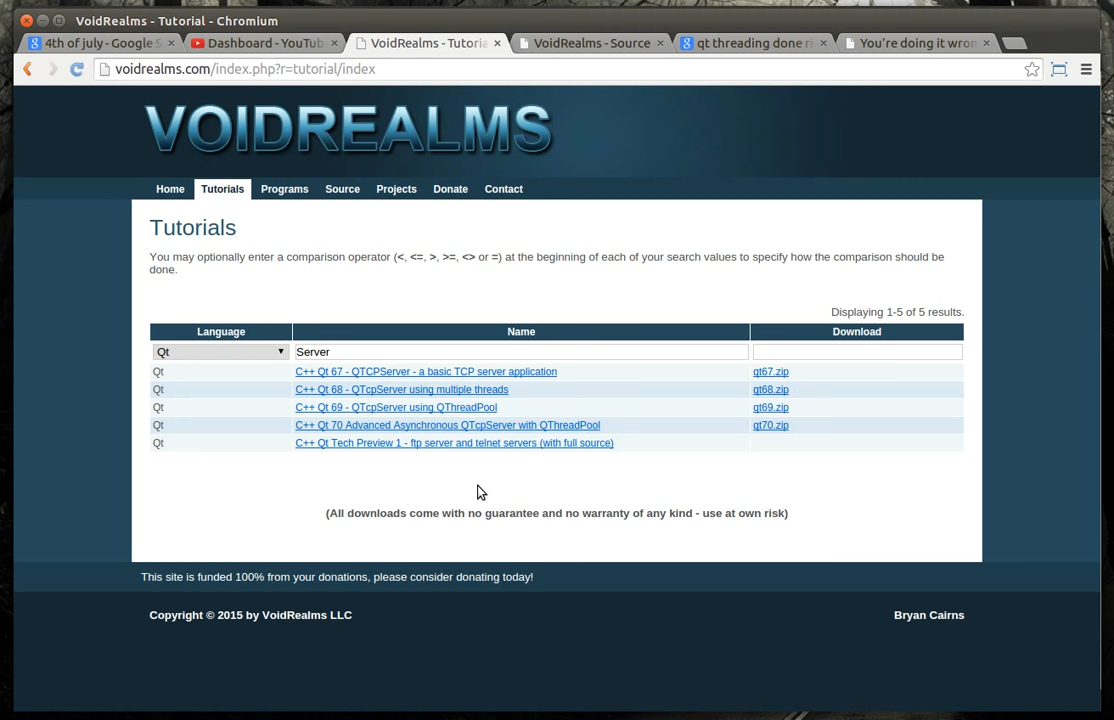 VoidRealms - Tutorial - Chromium
4th of july - Google S
Dashboard - YouTub
VoidRealms - Tutoria
VoidRealms - Source
qt threading done ri
You're doing it wron
voidrealms.com/index.php?r=tutorial/index
VOIDREALMS
Home Tutorials Programs Source Projects Donate Contact
Tutorials
You may optionally enter a comparison operator (<, <=, >, >=, <> or =) at the beginning of each of your search values to specify how the comparison should be
done.
Displaying 1-5 of 5 results.
Language Name Download
Qt Server
Qt C++ Qt 67 - QTCPServer - a basic TCP server application qt67.zip
Qt C++ Qt 68 - QTcpServer using multiple threads qt68.zip
Qt C++ Qt 69 - QTcpServer using QThreadPool qt69.zip
Qt C++ Qt 70 Advanced Asynchronous QTcpServer with QThreadPool qt70.zip
Qt C++ Qt Tech Preview 1 - ftp server and telnet servers (with full source)
(All downloads come with no guarantee and no warranty of any kind - use at own risk)
This site is funded 100% from your donations, please consider donating today!
Copyright © 2015 by VoidRealms LLC Bryan Cairns